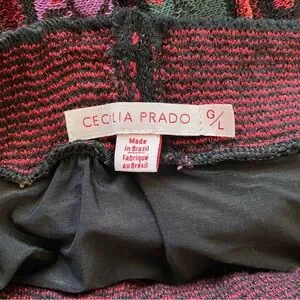 CECILIA PRADO G/L
Made
in Brazil
Fabriqué
au Brésil